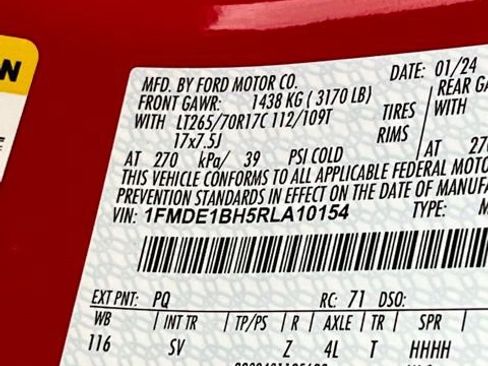 N
MFD. BY FORD MOTOR CO. DATE: 01/24
FRONT GAWR: 1438 KG ( 3170 LB) REAR GA
WITH LT265/70R17C 112/109T TIRES WITH
17x7.5J RIMS
AT 270 kPa/ 39 PSI COLD AT 27
THIS VEHICLE CONFORMS TO ALL APPLICABLE FEDERAL MOTO
PREVENTION STANDARDS IN EFFECT ON THE DATE OF MANUFA
VIN: 1FMDE1BH5RLA10154 TYPE: M
EXT PNT: PQ RC: 71 DSO:
WB INT TR TP/PS R AXLE TR SPR
116 SV Z 4L T HHHH